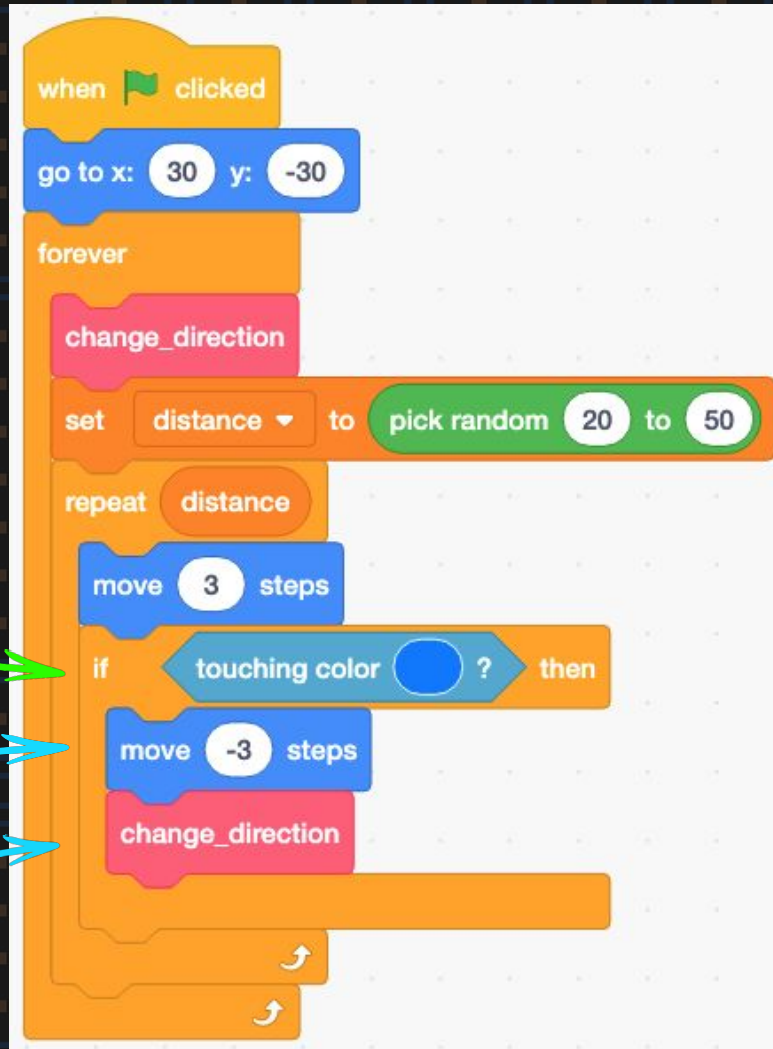 when clicked
go to x: 30 y: -30
forever
change_direction
set distance to pick random 20 to 50
repeat distance
move 3 steps
if touching color ? then
move -3 steps
change_direction